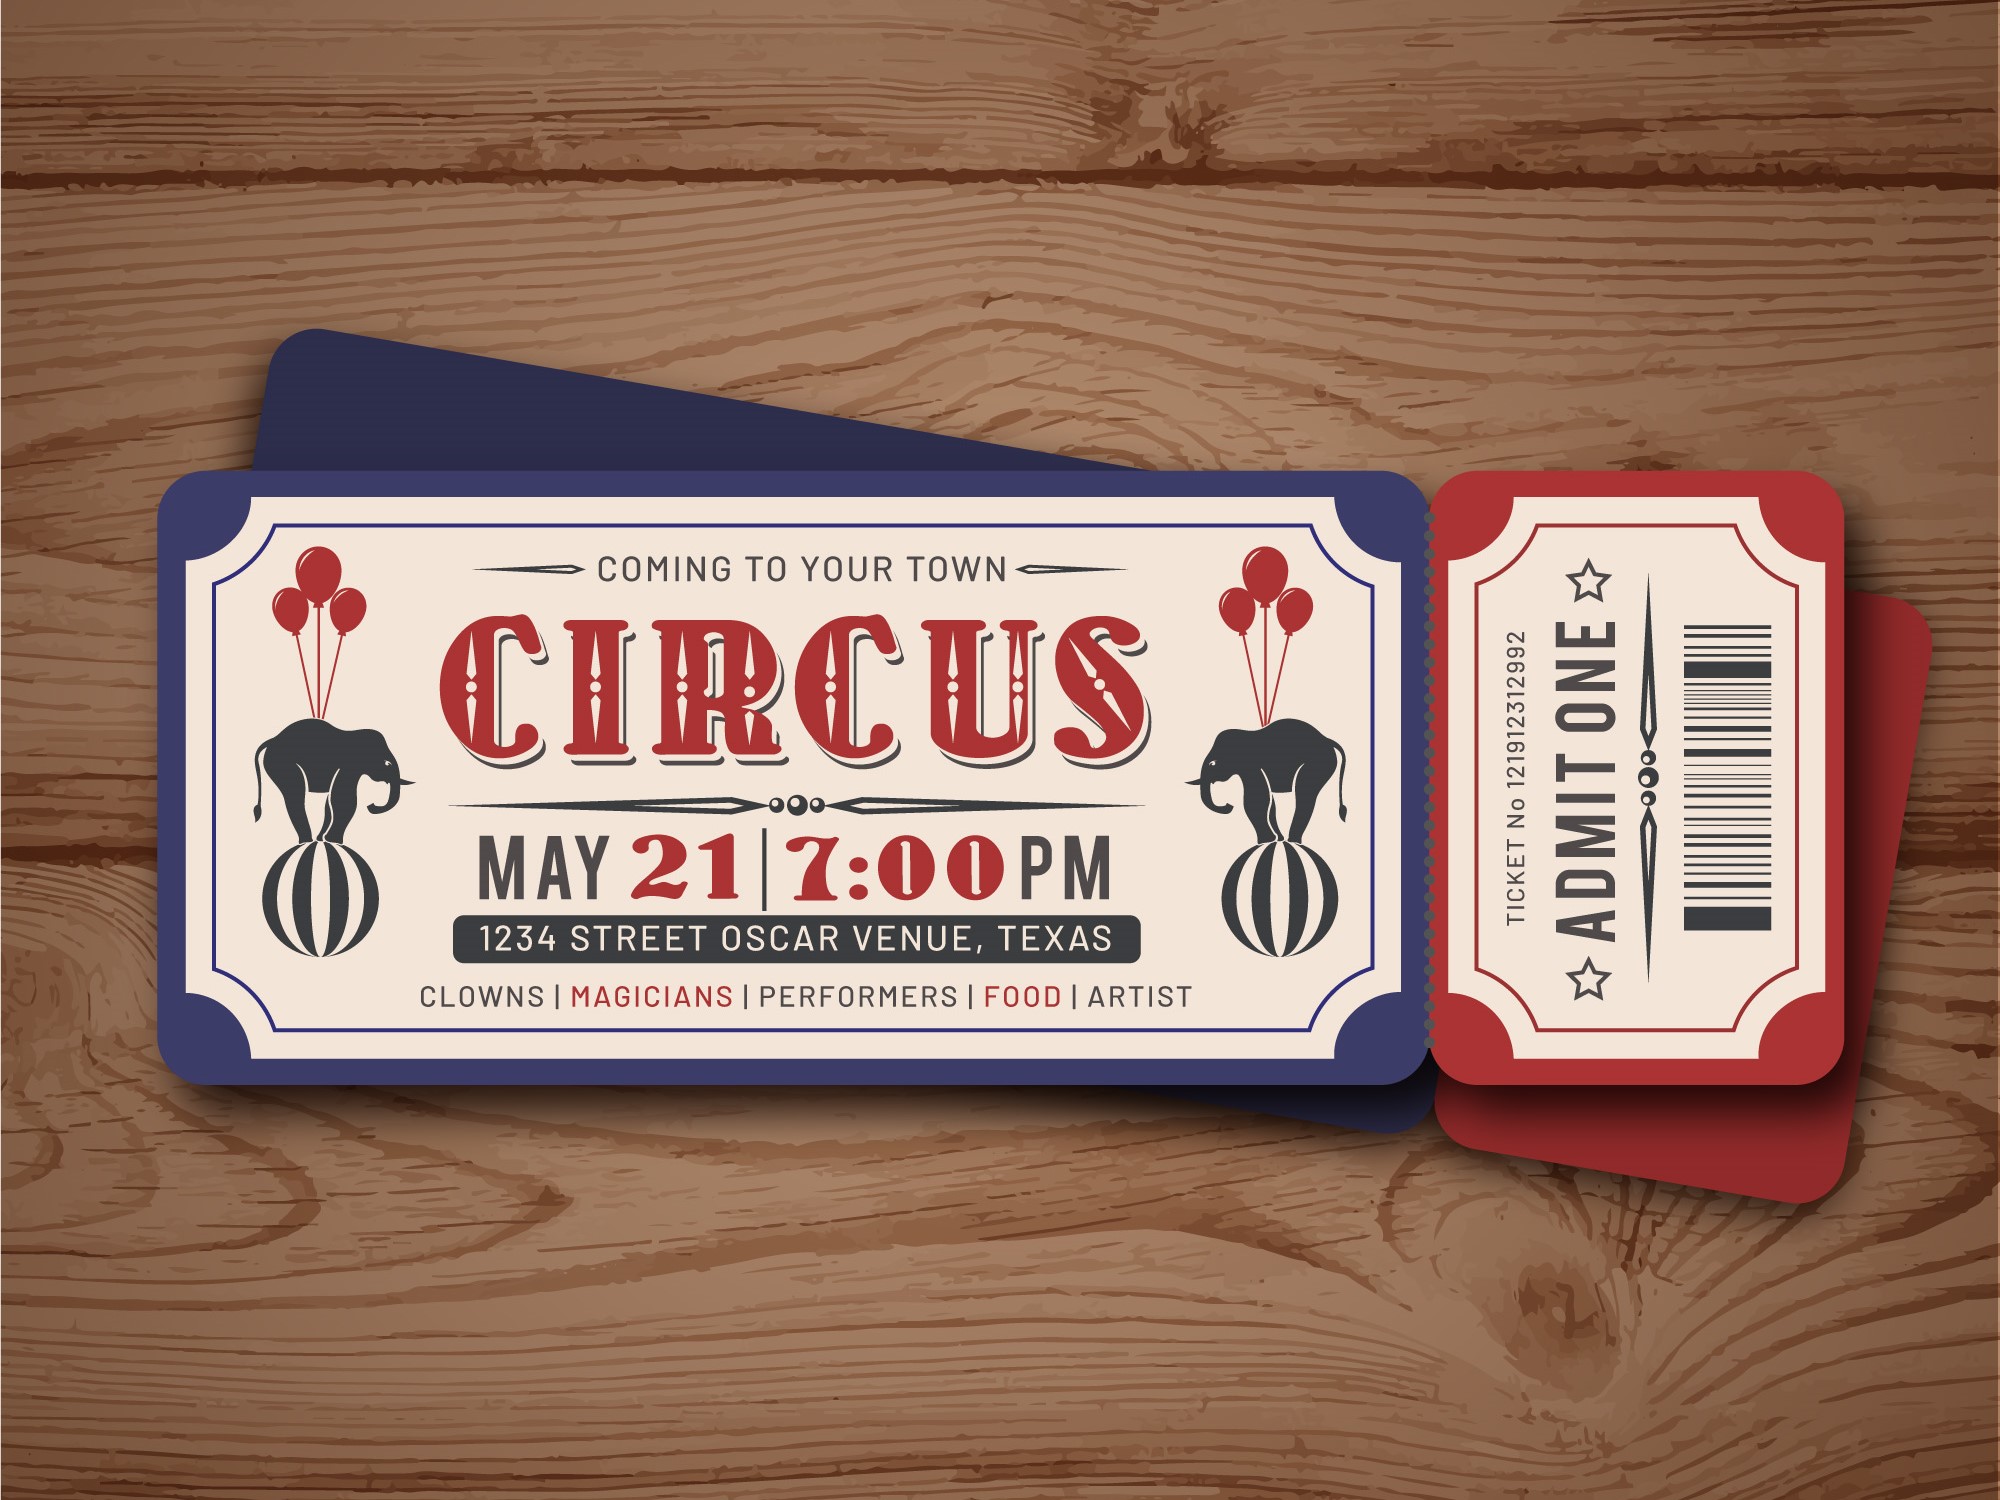 COMING TO YOUR TOWN
CIRCUS
MAY 21 | 7:00 PM
1234 STREET OSCAR VENUE, TEXAS
CLOWNS | MAGICIANS | PERFORMERS | FOOD | ARTIST
TICKET No 121912312992
ADMIT ONE